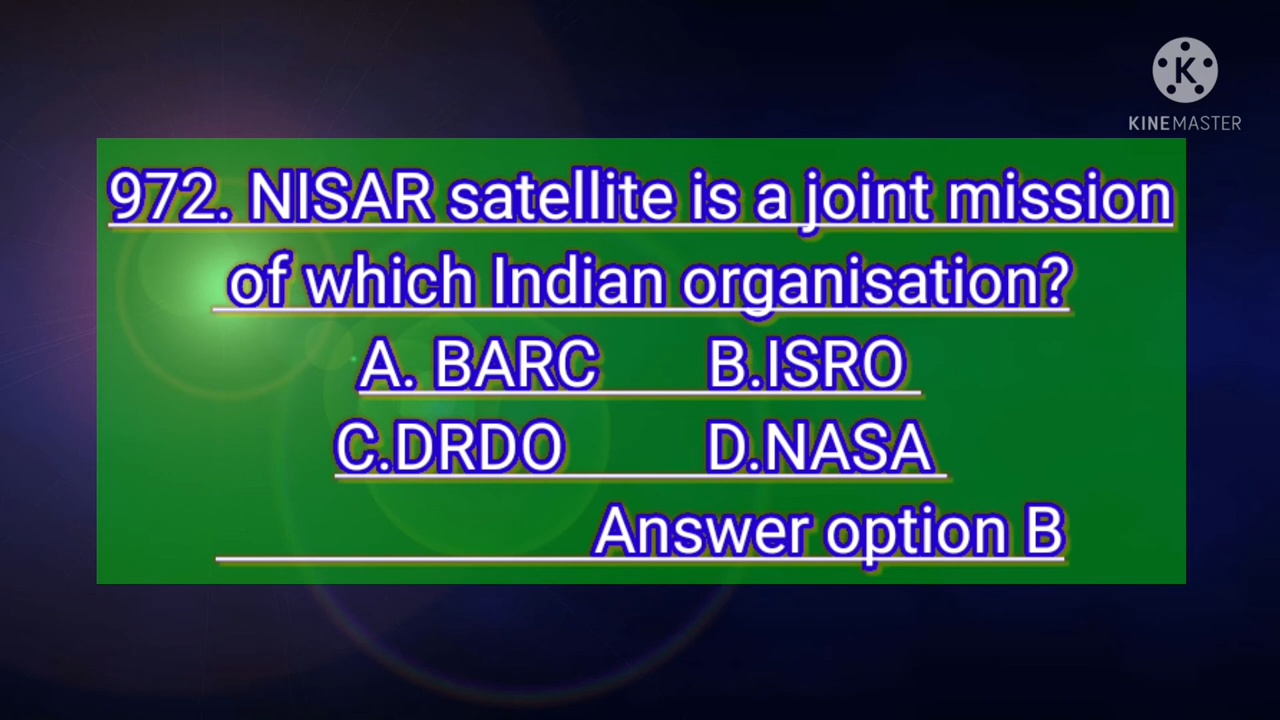 K
KINEMASTER
972. NISAR satellite is a joint mission
of which Indian organisation?
A. BARC B.ISRO
C.DRDO D.NASA
Answer option B